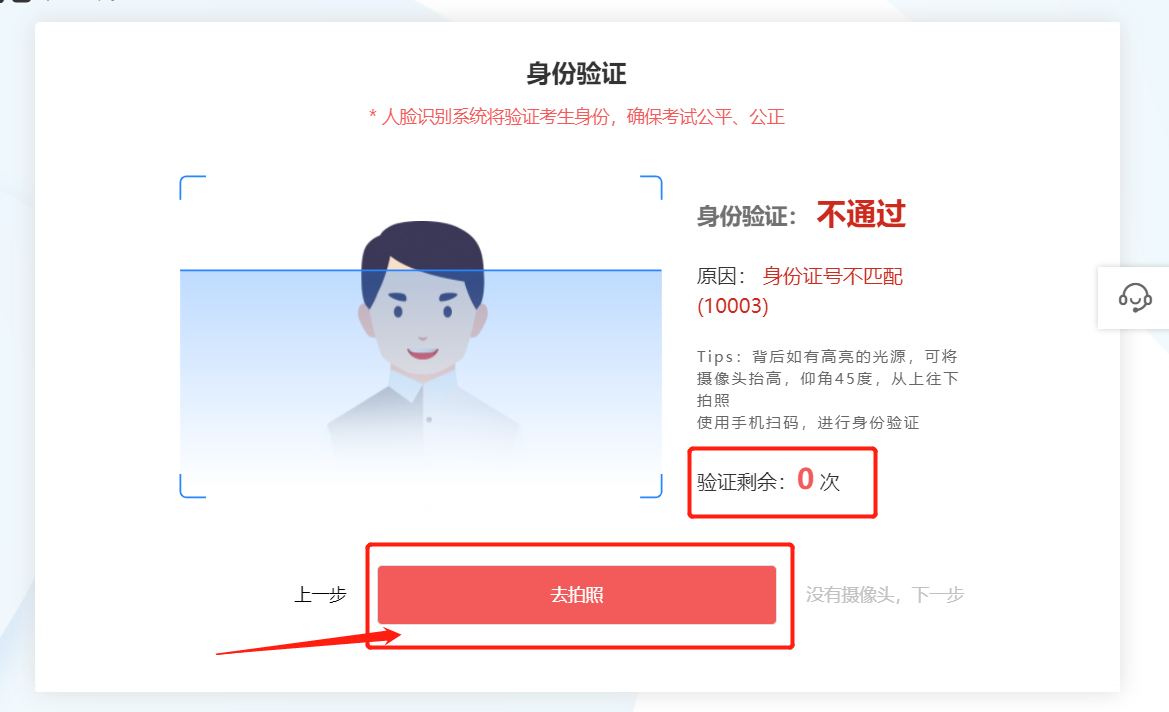 身份验证
* 人脸识别系统将验证考生身份，确保考试公平、公正
身份验证： 不通过
原因： 身份证号不匹配
(10003)
Tips：背后如有高亮的光源，可将
摄像头抬高，仰角45度，从上往下
拍照
使用手机扫码，进行身份验证
验证剩余：0 次
上一步
去拍照
没有摄像头，下一步